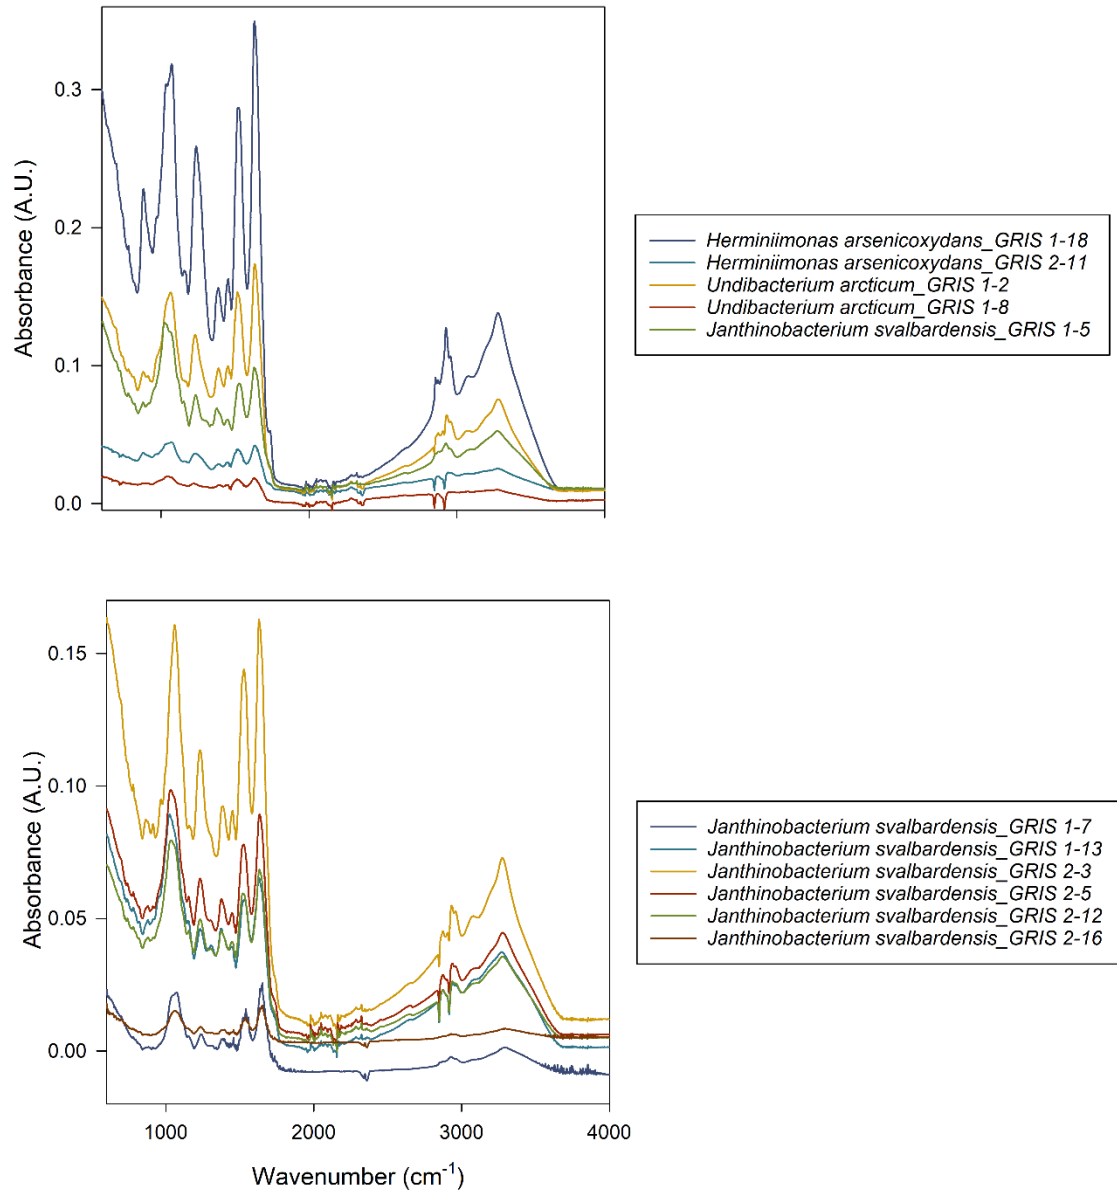 0.3
0.2
0.1
0.0
Absorbance (A.U.)
Herminiimonas arsenicoxydans_GRIS 1-18
Herminiimonas arsenicoxydans_GRIS 2-11
Undibacterium arcticum_GRIS 1-2
Undibacterium arcticum_GRIS 1-8
Janthinobacterium svalbardensis_GRIS 1-5
0.15
0.10
0.05
0.00
Absorbance (A.U.)
Janthinobacterium svalbardensis_GRIS 1-7
Janthinobacterium svalbardensis_GRIS 1-13
Janthinobacterium svalbardensis_GRIS 2-3
Janthinobacterium svalbardensis_GRIS 2-5
Janthinobacterium svalbardensis_GRIS 2-12
Janthinobacterium svalbardensis_GRIS 2-16
1000 2000 3000 4000
Wavenumber (cm⁻¹)